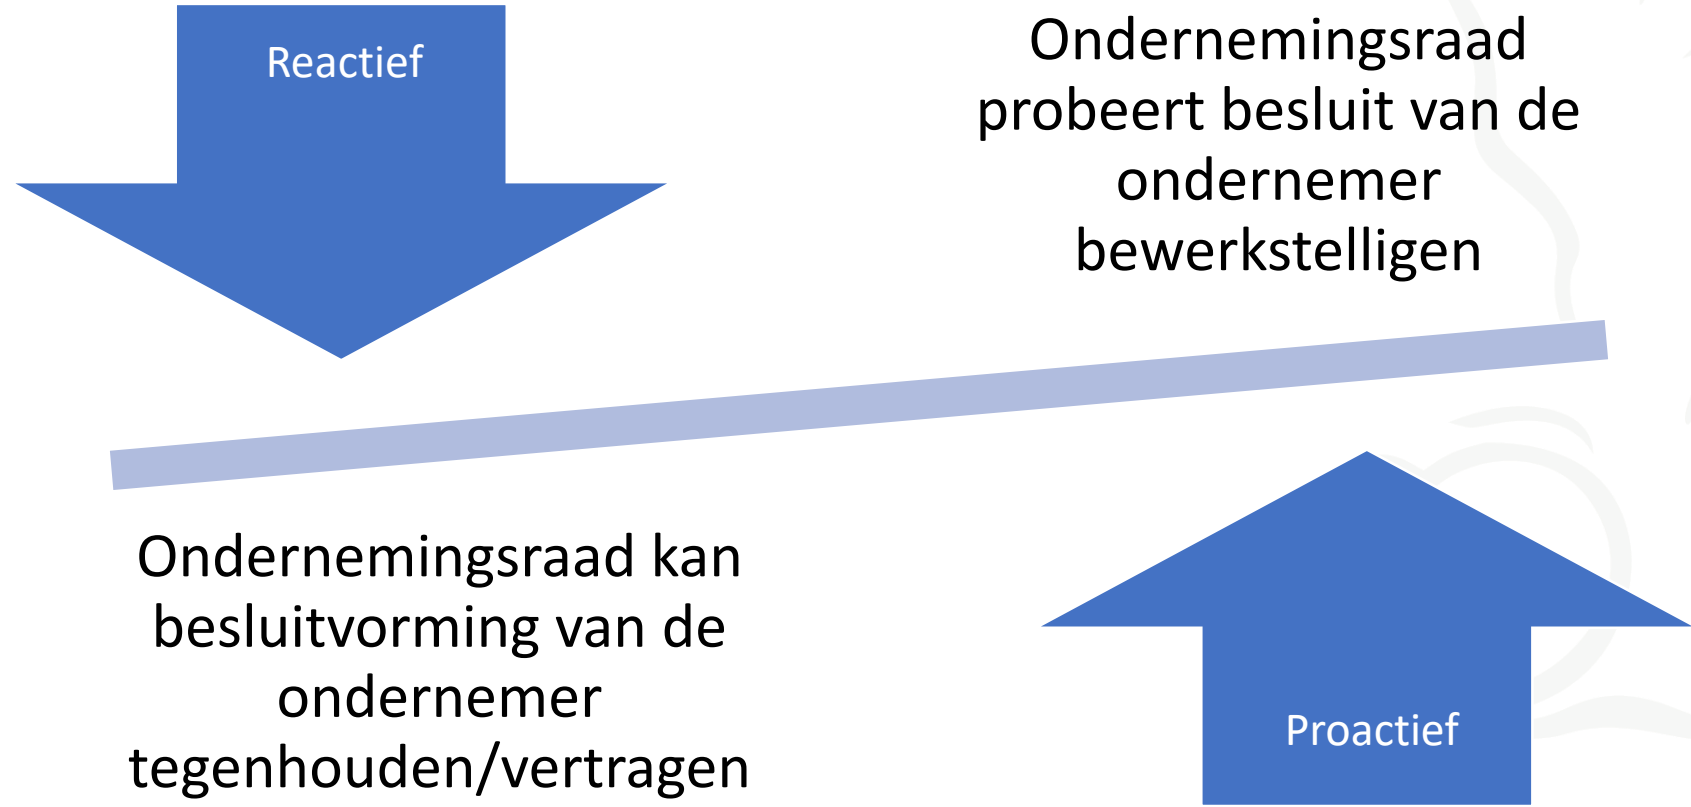 Reactief
Ondernemingsraad
probeert besluit van de
ondernemer
bewerkstelligen
Ondernemingsraad kan
besluitvorming van de
ondernemer
tegenhouden/vertragen
Proactief